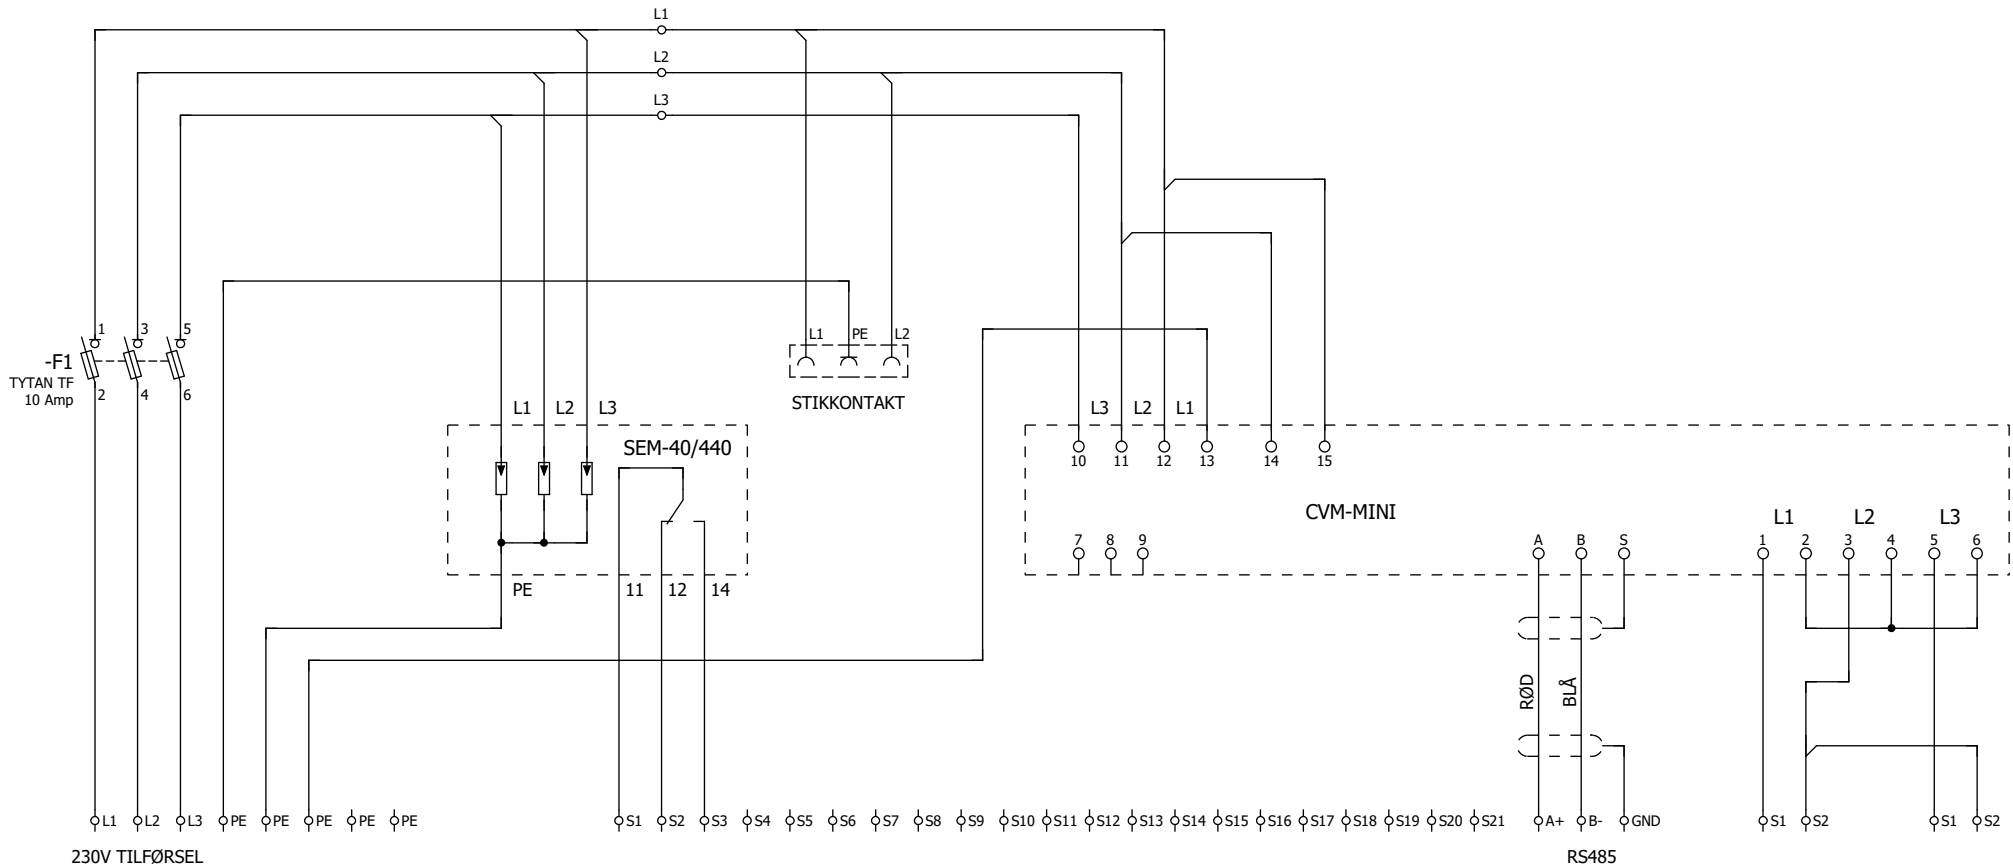 L1
L2
L3
1 3 5
-F1
TYTAN TF
10 Amp
2 4 6
L1 PE L2
STIKKONTAKT
L1 L2 L3
SEM-40/440
PE 11 12 14
L3 L2 L1
10 11 12 13 14 15
CVM-MINI
7 8 9
A B S
L1 L2 L3
1 2 3 4 5 6
RØD
BLÅ
L1 L2 L3 PE PE PE PE PE S1 S2 S3 S4 S5 S6 S7 S8 S9 S10 S11 S12 S13 S14 S15 S16 S17 S18 S19 S20 S21 A+ B- GND S1 S2 S1 S2
230V TILFØRSEL
RS485